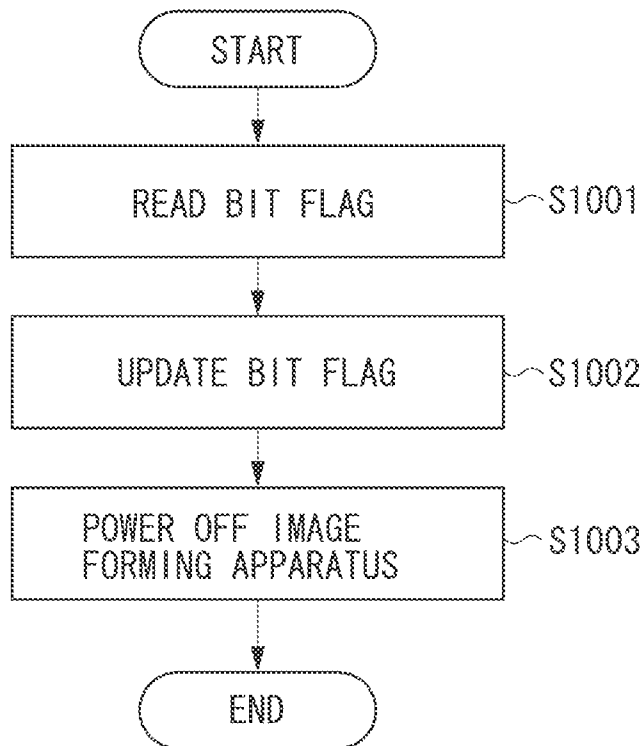 START
READ BIT FLAG
S1001
UPDATE BIT FLAG
S1002
POWER OFF IMAGE
FORMING APPARATUS
S1003
END